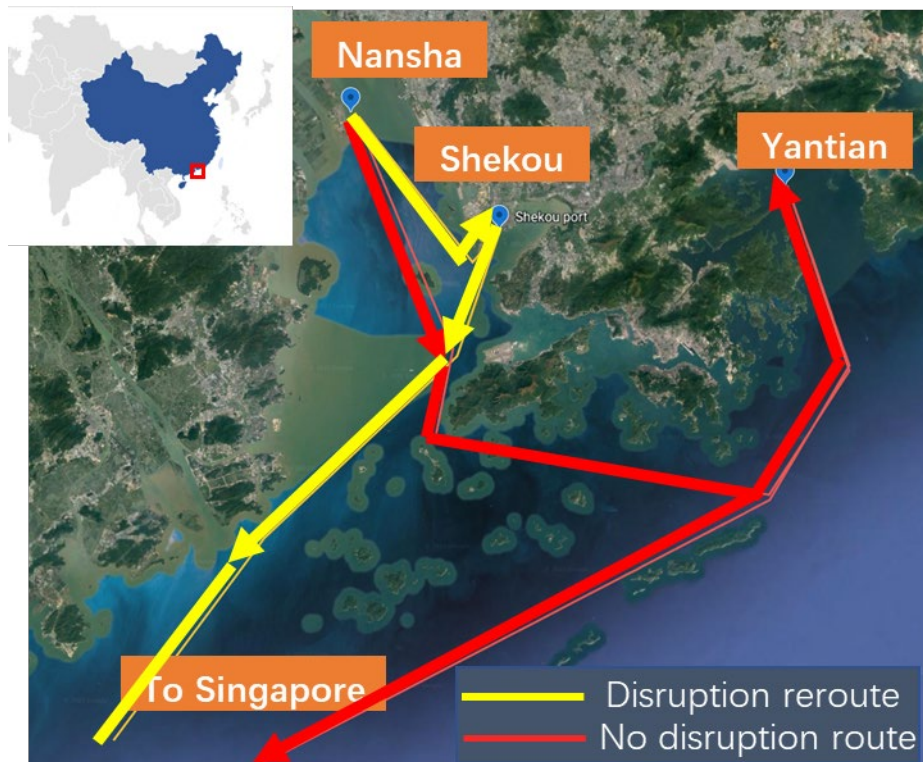 Nansha
Shekou
Yantian
Shekou port
To Singapore
Disruption reroute
No disruption route